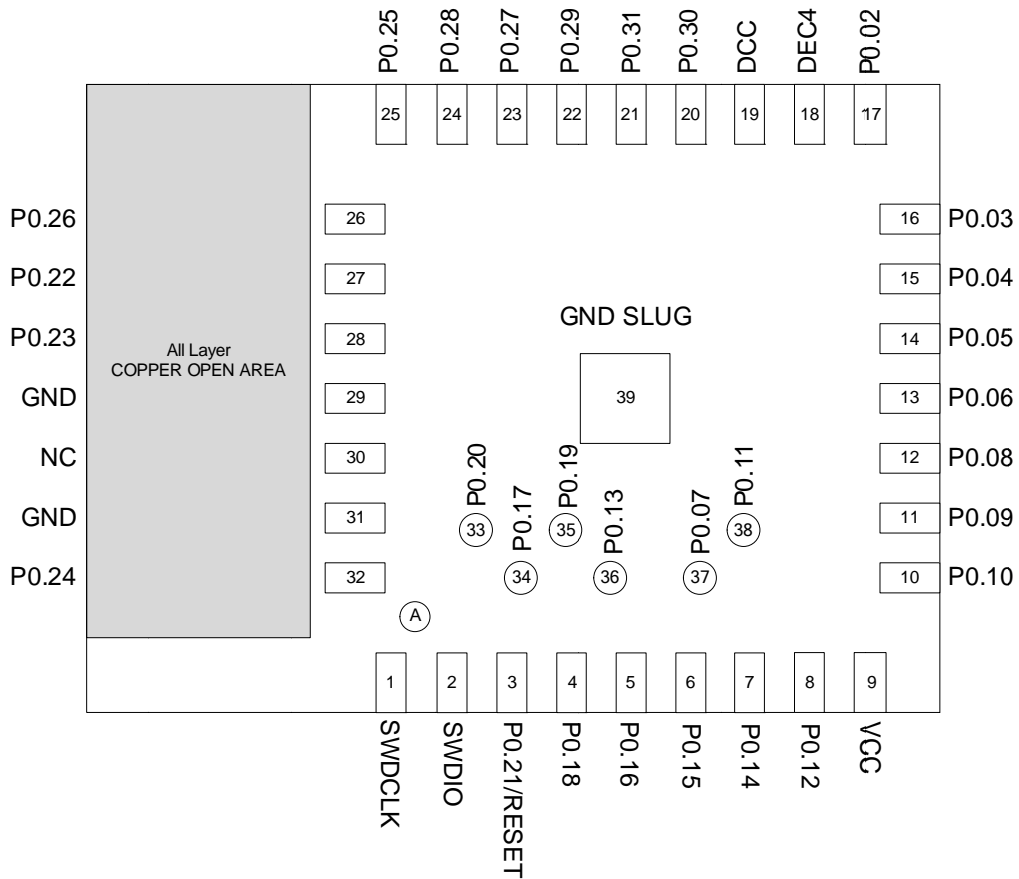 P0.25
P0.28
P0.27
P0.29
P0.31
P0.30
DCC
DEC4
P0.02
25
24
23
22
21
20
19
18
17
P0.26
26
16
P0.03
P0.22
27
15
P0.04
P0.23
28
14
P0.05
All Layer
COPPER OPEN AREA
GND SLUG
GND
29
39
13
P0.06
NC
30
12
P0.08
GND
31
P0.20
33
P0.17
34
P0.19
35
P0.13
36
P0.07
37
P0.11
38
11
P0.09
P0.24
32
10
P0.10
A
1
2
3
4
5
6
7
8
9
SWDCLK
SWDIO
P0.21/RESET
P0.18
P0.16
P0.15
P0.14
P0.12
VCC